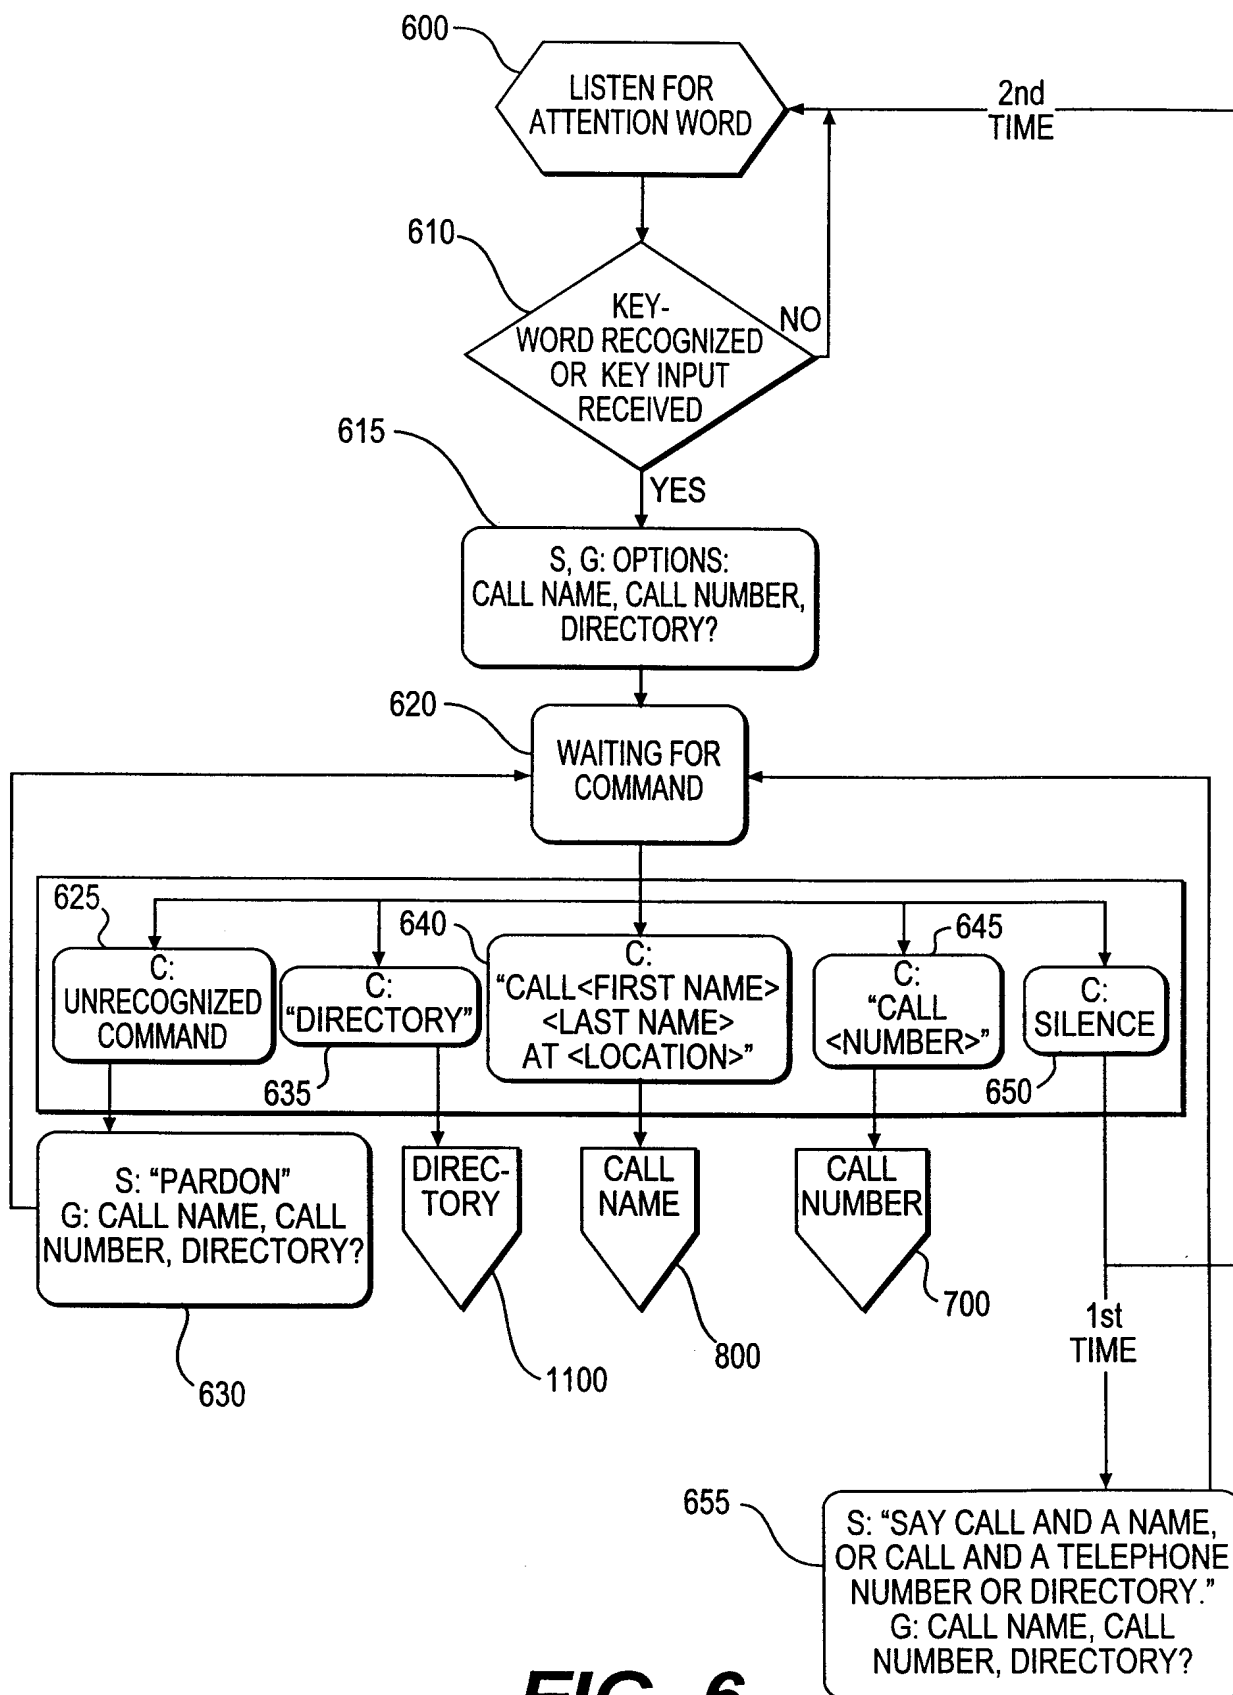 600
LISTEN FOR
ATTENTION WORD
2nd
TIME
610
KEY-
WORD RECOGNIZED
OR KEY INPUT
RECEIVED
NO
615
YES
S, G: OPTIONS:
CALL NAME, CALL NUMBER,
DIRECTORY?
620
WAITING FOR
COMMAND
625
C:
UNRECOGNIZED
COMMAND
C:
“DIRECTORY”
635
640
C:
“CALL<FIRST NAME>
<LAST NAME>
AT <LOCATION>”
645
C:
“CALL
<NUMBER>”
C:
SILENCE
650
S: “PARDON”
G: CALL NAME, CALL
NUMBER, DIRECTORY?
630
DIREC-
TORY
1100
CALL
NAME
800
CALL
NUMBER
700
1st
TIME
655
S: “SAY CALL AND A NAME,
OR CALL AND A TELEPHONE
NUMBER OR DIRECTORY.”
G: CALL NAME, CALL
NUMBER, DIRECTORY?
FIG. 6